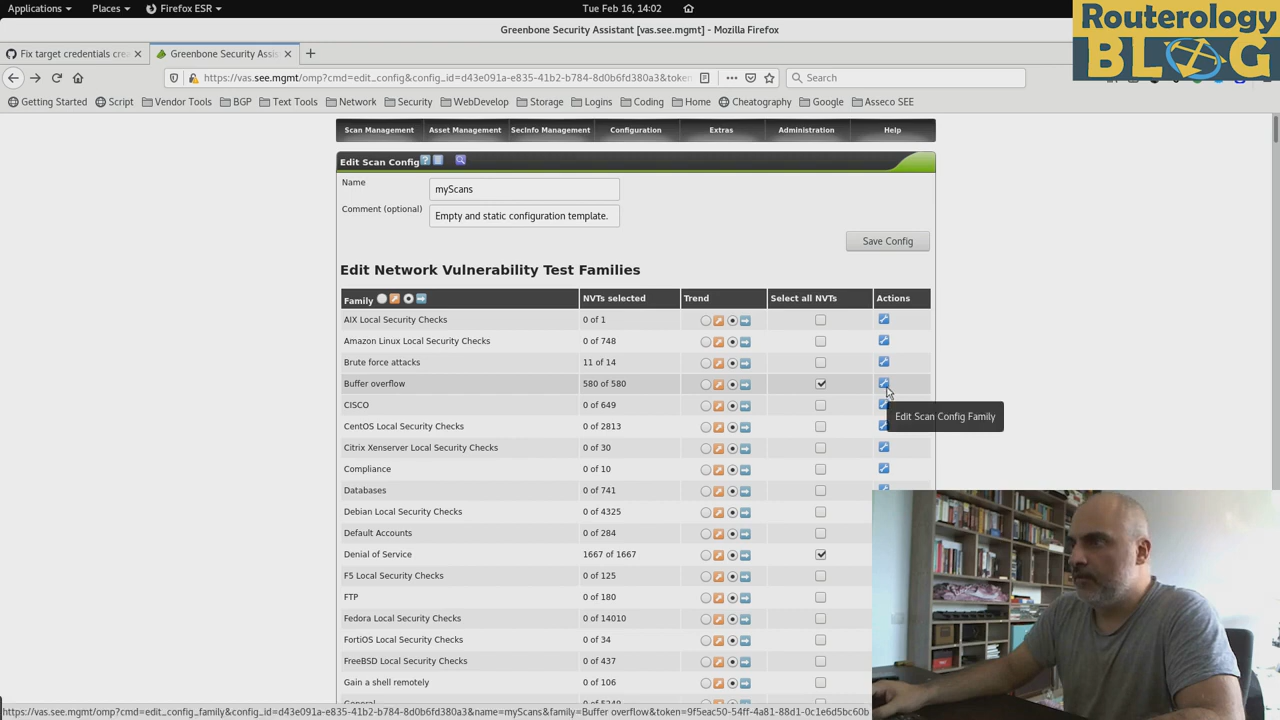 Applications Places Firefox ESR Tue Feb 16, 14:02
Greenbone Security Assistant [vas.see.mgmt] - Mozilla Firefox
Routerology
BLOG
Fix target credentials cre Greenbone Security Assis
https://vas.see.mgmt/omp?cmd=edit_config&config_id=d43e091a-e835-41b2-b784-8d0b6fd380a3&token Search
Getting Started Script Vendor Tools BGP Text Tools Network Security WebDevelop Storage Logins Coding Home Cheatography Google Asseco SEE
Scan Management Asset Management SecInfo Management Configuration Extras Administration Help
Edit Scan Config
Name myScans
Comment (optional) Empty and static configuration template.
Save Config
Edit Network Vulnerability Test Families
Family NVTs selected Trend Select all NVTs Actions
AIX Local Security Checks 0 of 1
Amazon Linux Local Security Checks 0 of 748
Brute force attacks 11 of 14
Buffer overflow 580 of 580
CISCO 0 of 649
Edit Scan Config Family
CentOS Local Security Checks 0 of 2813
Citrix Xenserver Local Security Checks 0 of 30
Compliance 0 of 10
Databases 0 of 741
Debian Local Security Checks 0 of 4325
Default Accounts 0 of 284
Denial of Service 1667 of 1667
F5 Local Security Checks 0 of 125
FTP 0 of 180
Fedora Local Security Checks 0 of 14010
FortiOS Local Security Checks 0 of 34
FreeBSD Local Security Checks 0 of 437
Gain a shell remotely 0 of 106
https://vas.see.mgmt/omp?cmd=edit_config_family&config_id=d43e091a-e835-41b2-b784-8d0b6fd380a3&name=myScans&family=Buffer overflow&token=9f5eac50-54ff-4a81-88d1-0c1e6d5bc60b